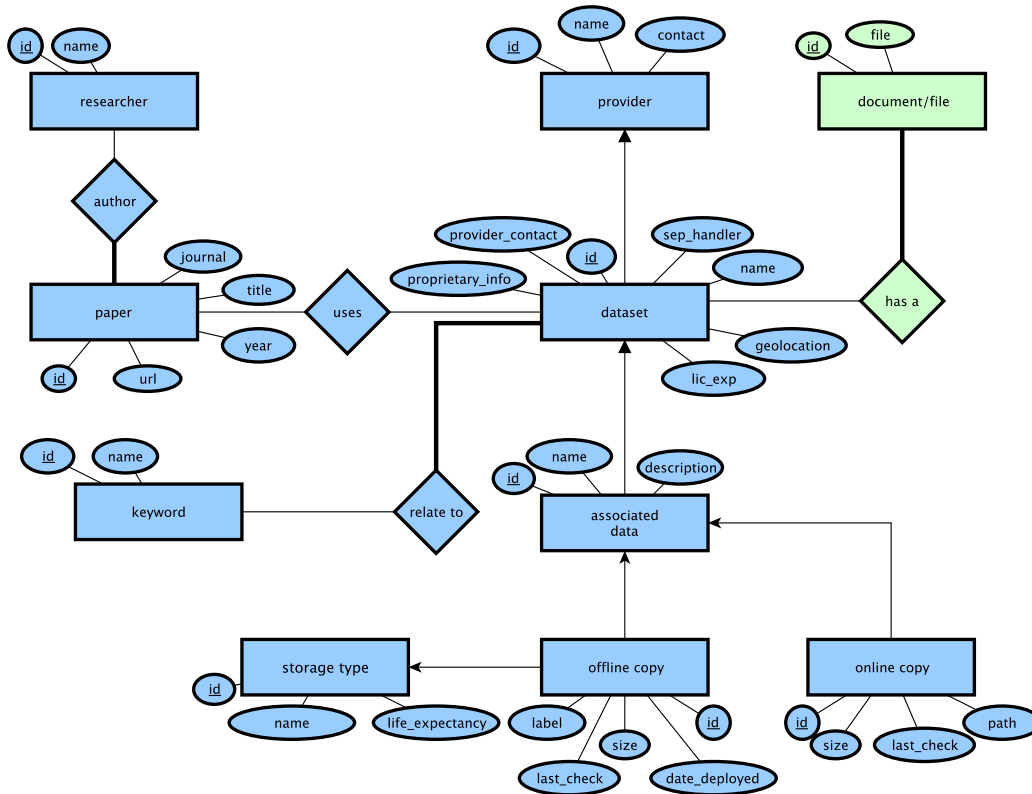 id
name
researcher
author
journal
title
paper
year
id
url
uses
id
name
contact
provider
id
file
document/file
provider_contact
id
sep_handler
name
proprietary_info
dataset
has a
geolocation
lic_exp
id
name
keyword
relate to
id
name
description
associated
data
storage type
id
name
life_expectancy
offline copy
label
id
size
last_check
date_deployed
online copy
id
size
last_check
path